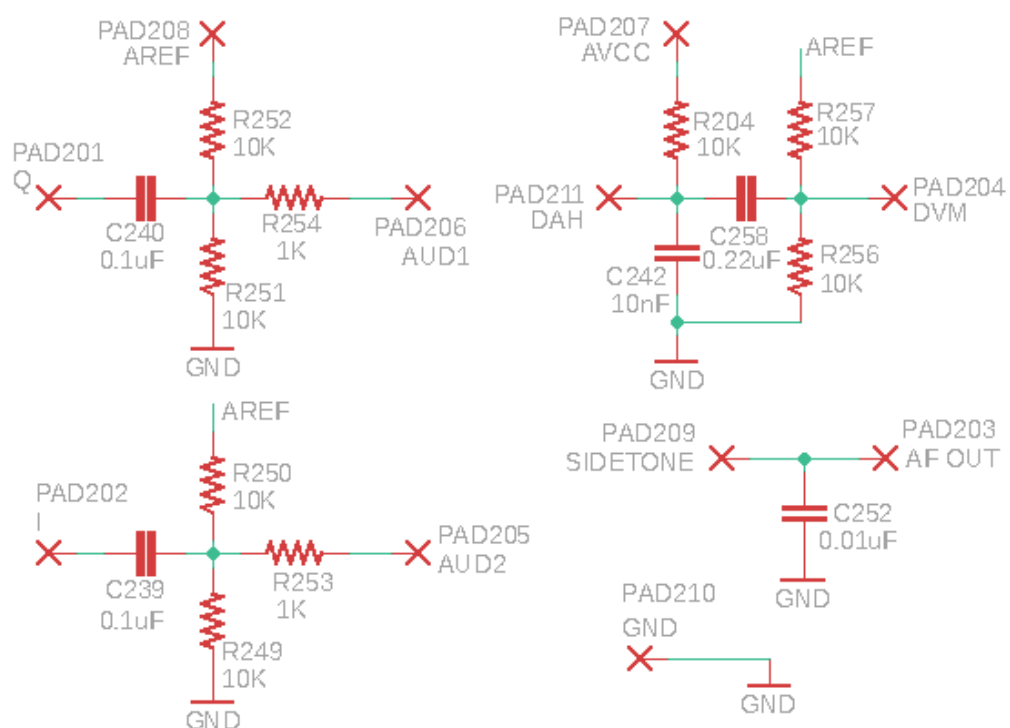 PAD208
AREF
R252
10K
PAD201
Q
C240
0.1uF
R254
1K
PAD206
AUD1
R251
10K
GND
PAD207
AVCC
AREF
R204
10K
R257
10K
PAD211
DAH
PAD204
DVM
C258
0.22uF
C242
10nF
R256
10K
GND
AREF
R250
10K
PAD202
I
C239
0.1uF
R253
1K
PAD205
AUD2
R249
10K
GND
PAD209
SIDETONE
PAD203
AF OUT
C252
0.01uF
GND
PAD210
GND
GND